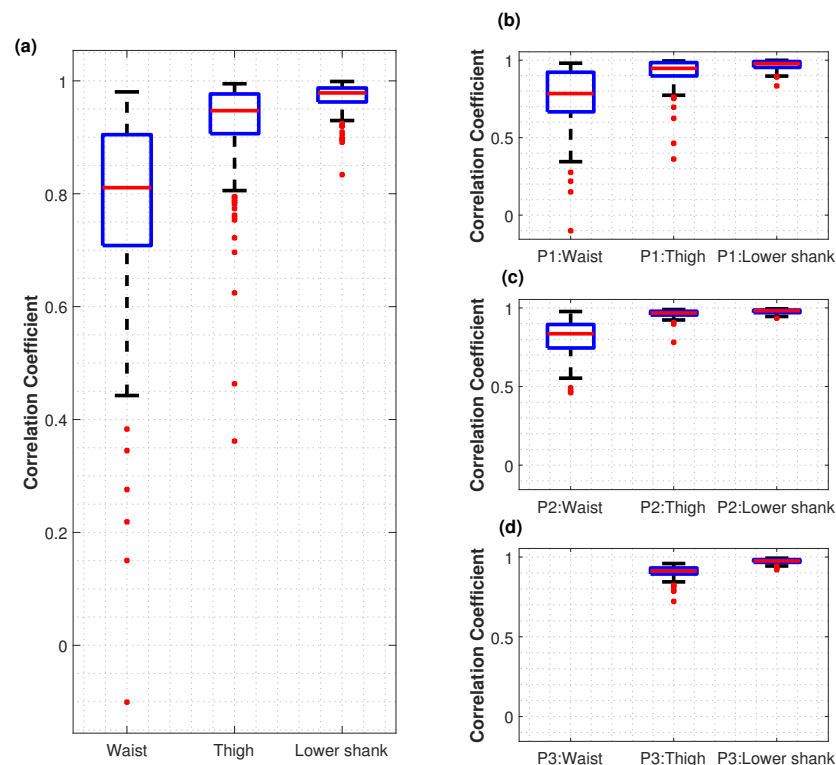 (a)
Correlation Coefficient
1
0.8
0.6
0.4
0.2
0
Waist Thigh Lower shank
(b)
Correlation Coefficient
1
0.5
0
P1:Waist P1:Thigh P1:Lower shank
(c)
Correlation Coefficient
1
0.5
0
P2:Waist P2:Thigh P2:Lower shank
(d)
Correlation Coefficient
1
0.5
0
P3:Waist P3:Thigh P3:Lower shank